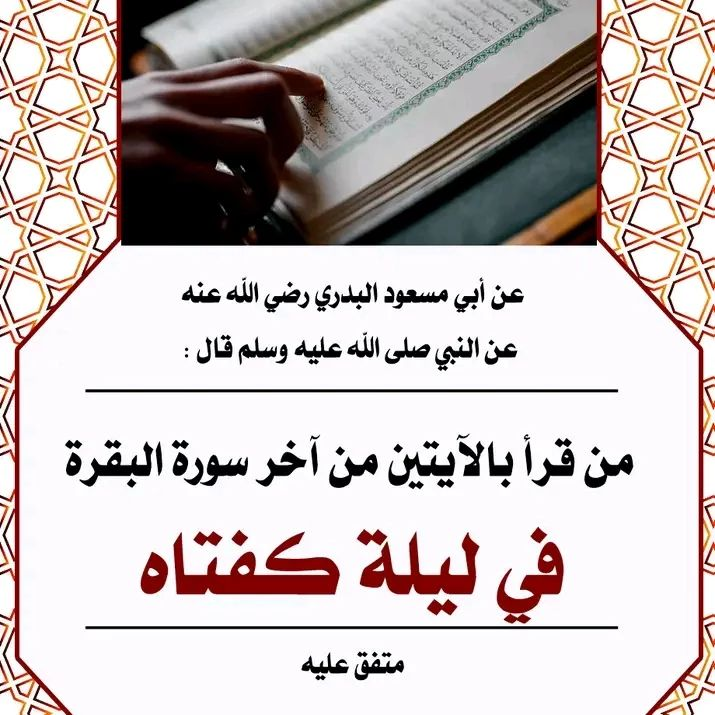 عن أبي مسعود البدري رضي الله عنه
عن النبي صلى الله عليه وسلم قال :
من قرأ بالآيتين من آخر سورة البقرة
في ليلة كفتاه
متفق عليه